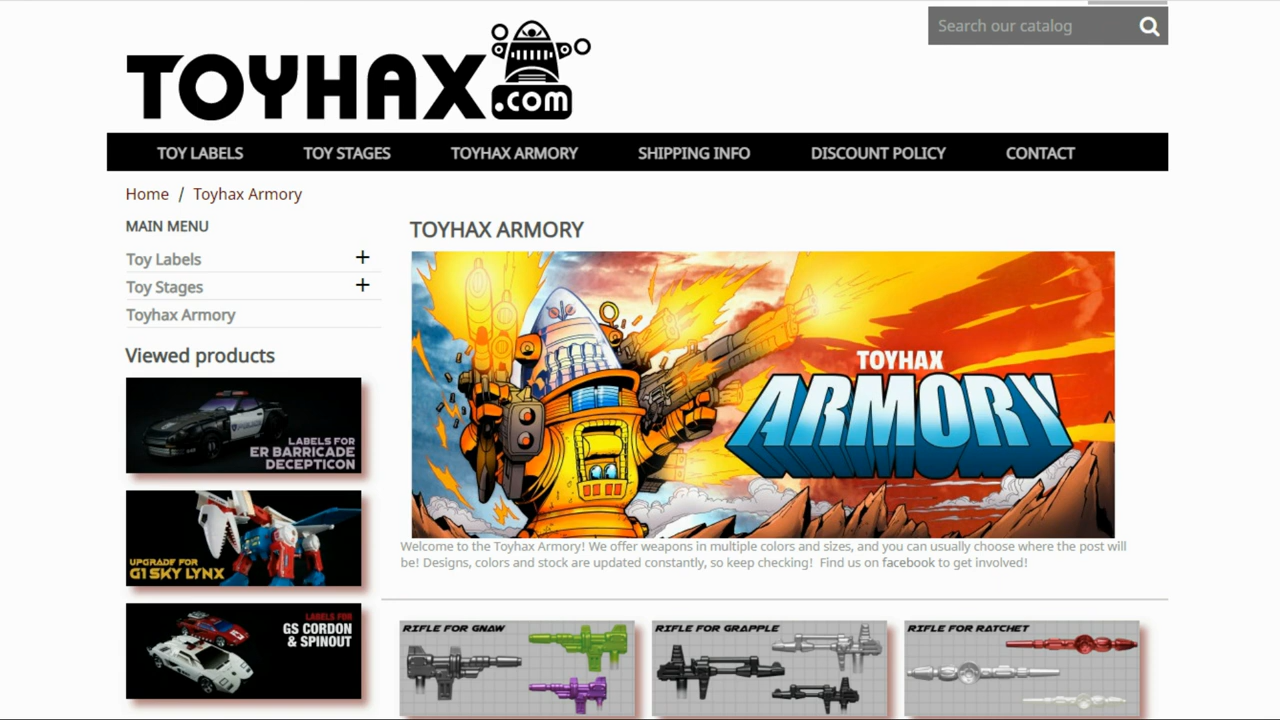 Search our catalog
TOYHAX
.com
TOY LABELS TOY STAGES TOYHAX ARMORY SHIPPING INFO DISCOUNT POLICY CONTACT
Home / Toyhax Armory
MAIN MENU
Toy Labels +
Toy Stages +
Toyhax Armory
Viewed products
LABELS FOR
ER BARRICADE
DECEPTICON
UPGRADE FOR
G1 SKY LYNX
LABELS FOR
GS CORDON
& SPINOUT
TOYHAX ARMORY
TOYHAX
ARMORY
Welcome to the Toyhax Armory! We offer weapons in multiple colors and sizes, and you can usually choose where the post will
be! Designs, colors and stock are updated constantly, so keep checking! Find us on facebook to get involved!
RIFLE FOR GNAW
RIFLE FOR GRAPPLE
RIFLE FOR RATCHET